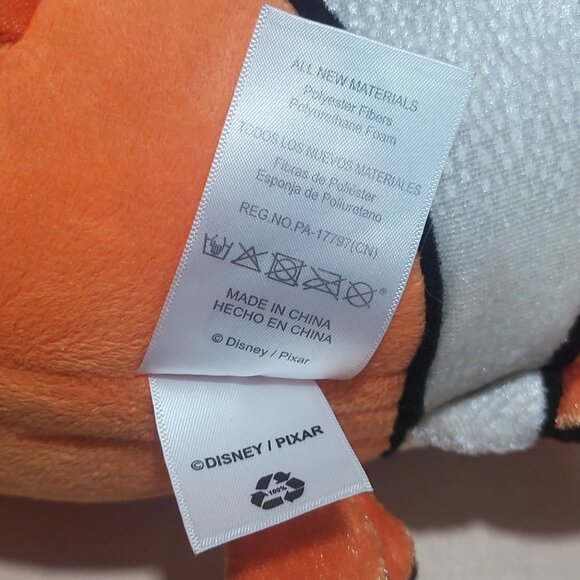 ALL NEW MATERIALS
Polyester Fibers
Polyurethane Foam
TODOS LOS NUEVOS MATERIALES
Fibras de Poliéster
Esponja de Poliuretano
REG.NO.PA-17797(CN)
MADE IN CHINA
HECHO EN CHINA
© Disney / Pixar
©DISNEY / PIXAR
100%